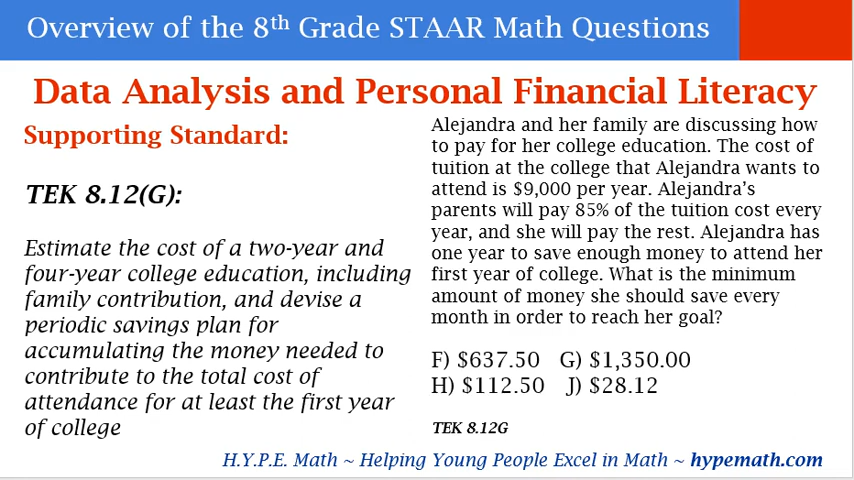 Overview of the 8th Grade STAAR Math Questions
Data Analysis and Personal Financial Literacy
Supporting Standard:
TEK 8.12(G):
Estimate the cost of a two-year and
four-year college education, including
family contribution, and devise a
periodic savings plan for
accumulating the money needed to
contribute to the total cost of
attendance for at least the first year
of college
Alejandra and her family are discussing how
to pay for her college education. The cost of
tuition at the college that Alejandra wants to
attend is $9,000 per year. Alejandra's
parents will pay 85% of the tuition cost every
year, and she will pay the rest. Alejandra has
one year to save enough money to attend her
first year of college. What is the minimum
amount of money she should save every
month in order to reach her goal?
F) $637.50 G) $1,350.00
H) $112.50 J) $28.12
TEK 8.12G
H.Y.P.E. Math ~ Helping Young People Excel in Math ~ hypemath.com